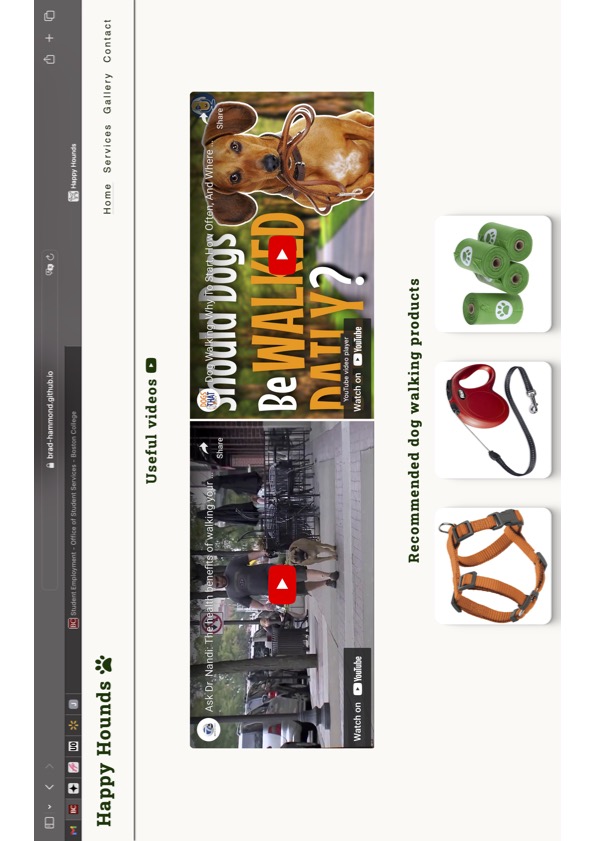 brad-hammond.github.io
BC
Student Employment - Office of Student Services - Boston College
Happy Hounds
Happy Hounds
Home Services Gallery Contact
Useful videos
Ask Dr. Nandi: The health benefits of walking your ...
Share
Watch on YouTube
Dog Walking: Why To Start, How Often, And Where ...
Share
Should Dogs
Be WALKED
DAILY?
YouTube video player
Watch on YouTube
Recommended dog walking products